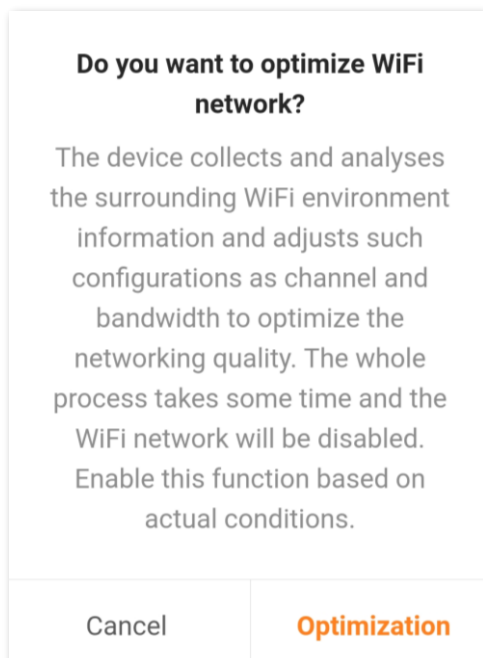 Do you want to optimize WiFi
network?
The device collects and analyses
the surrounding WiFi environment
information and adjusts such
configurations as channel and
bandwidth to optimize the
networking quality. The whole
process takes some time and the
WiFi network will be disabled.
Enable this function based on
actual conditions.
Cancel
Optimization